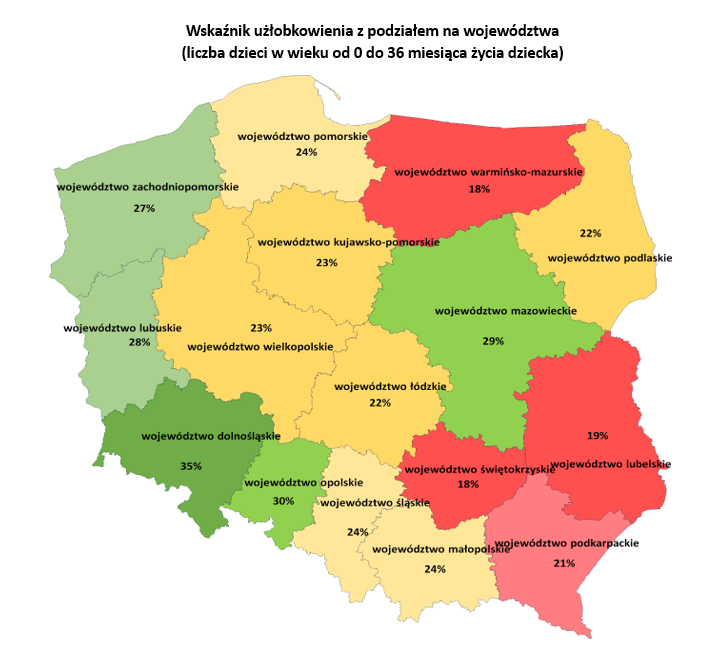 Wskaźnik użłobkowienia z podziałem na województwa
(liczba dzieci w wieku od 0 do 36 miesiąca życia dziecka)
województwo pomorskie
24%
województwo warmińsko-mazurskie
18%
województwo zachodniopomorskie
27%
22%
województwo podlaskie
województwo kujawsko-pomorskie
23%
województwo mazowieckie
29%
województwo lubuskie
28%
23%
województwo wielkopolskie
województwo łódzkie
22%
województwo dolnośląskie
35%
19%
województwo lubelskie
województwo świętokrzyskie
18%
województwo opolskie
30%
województwo śląskie
24%
województwo małopolskie
24%
województwo podkarpackie
21%